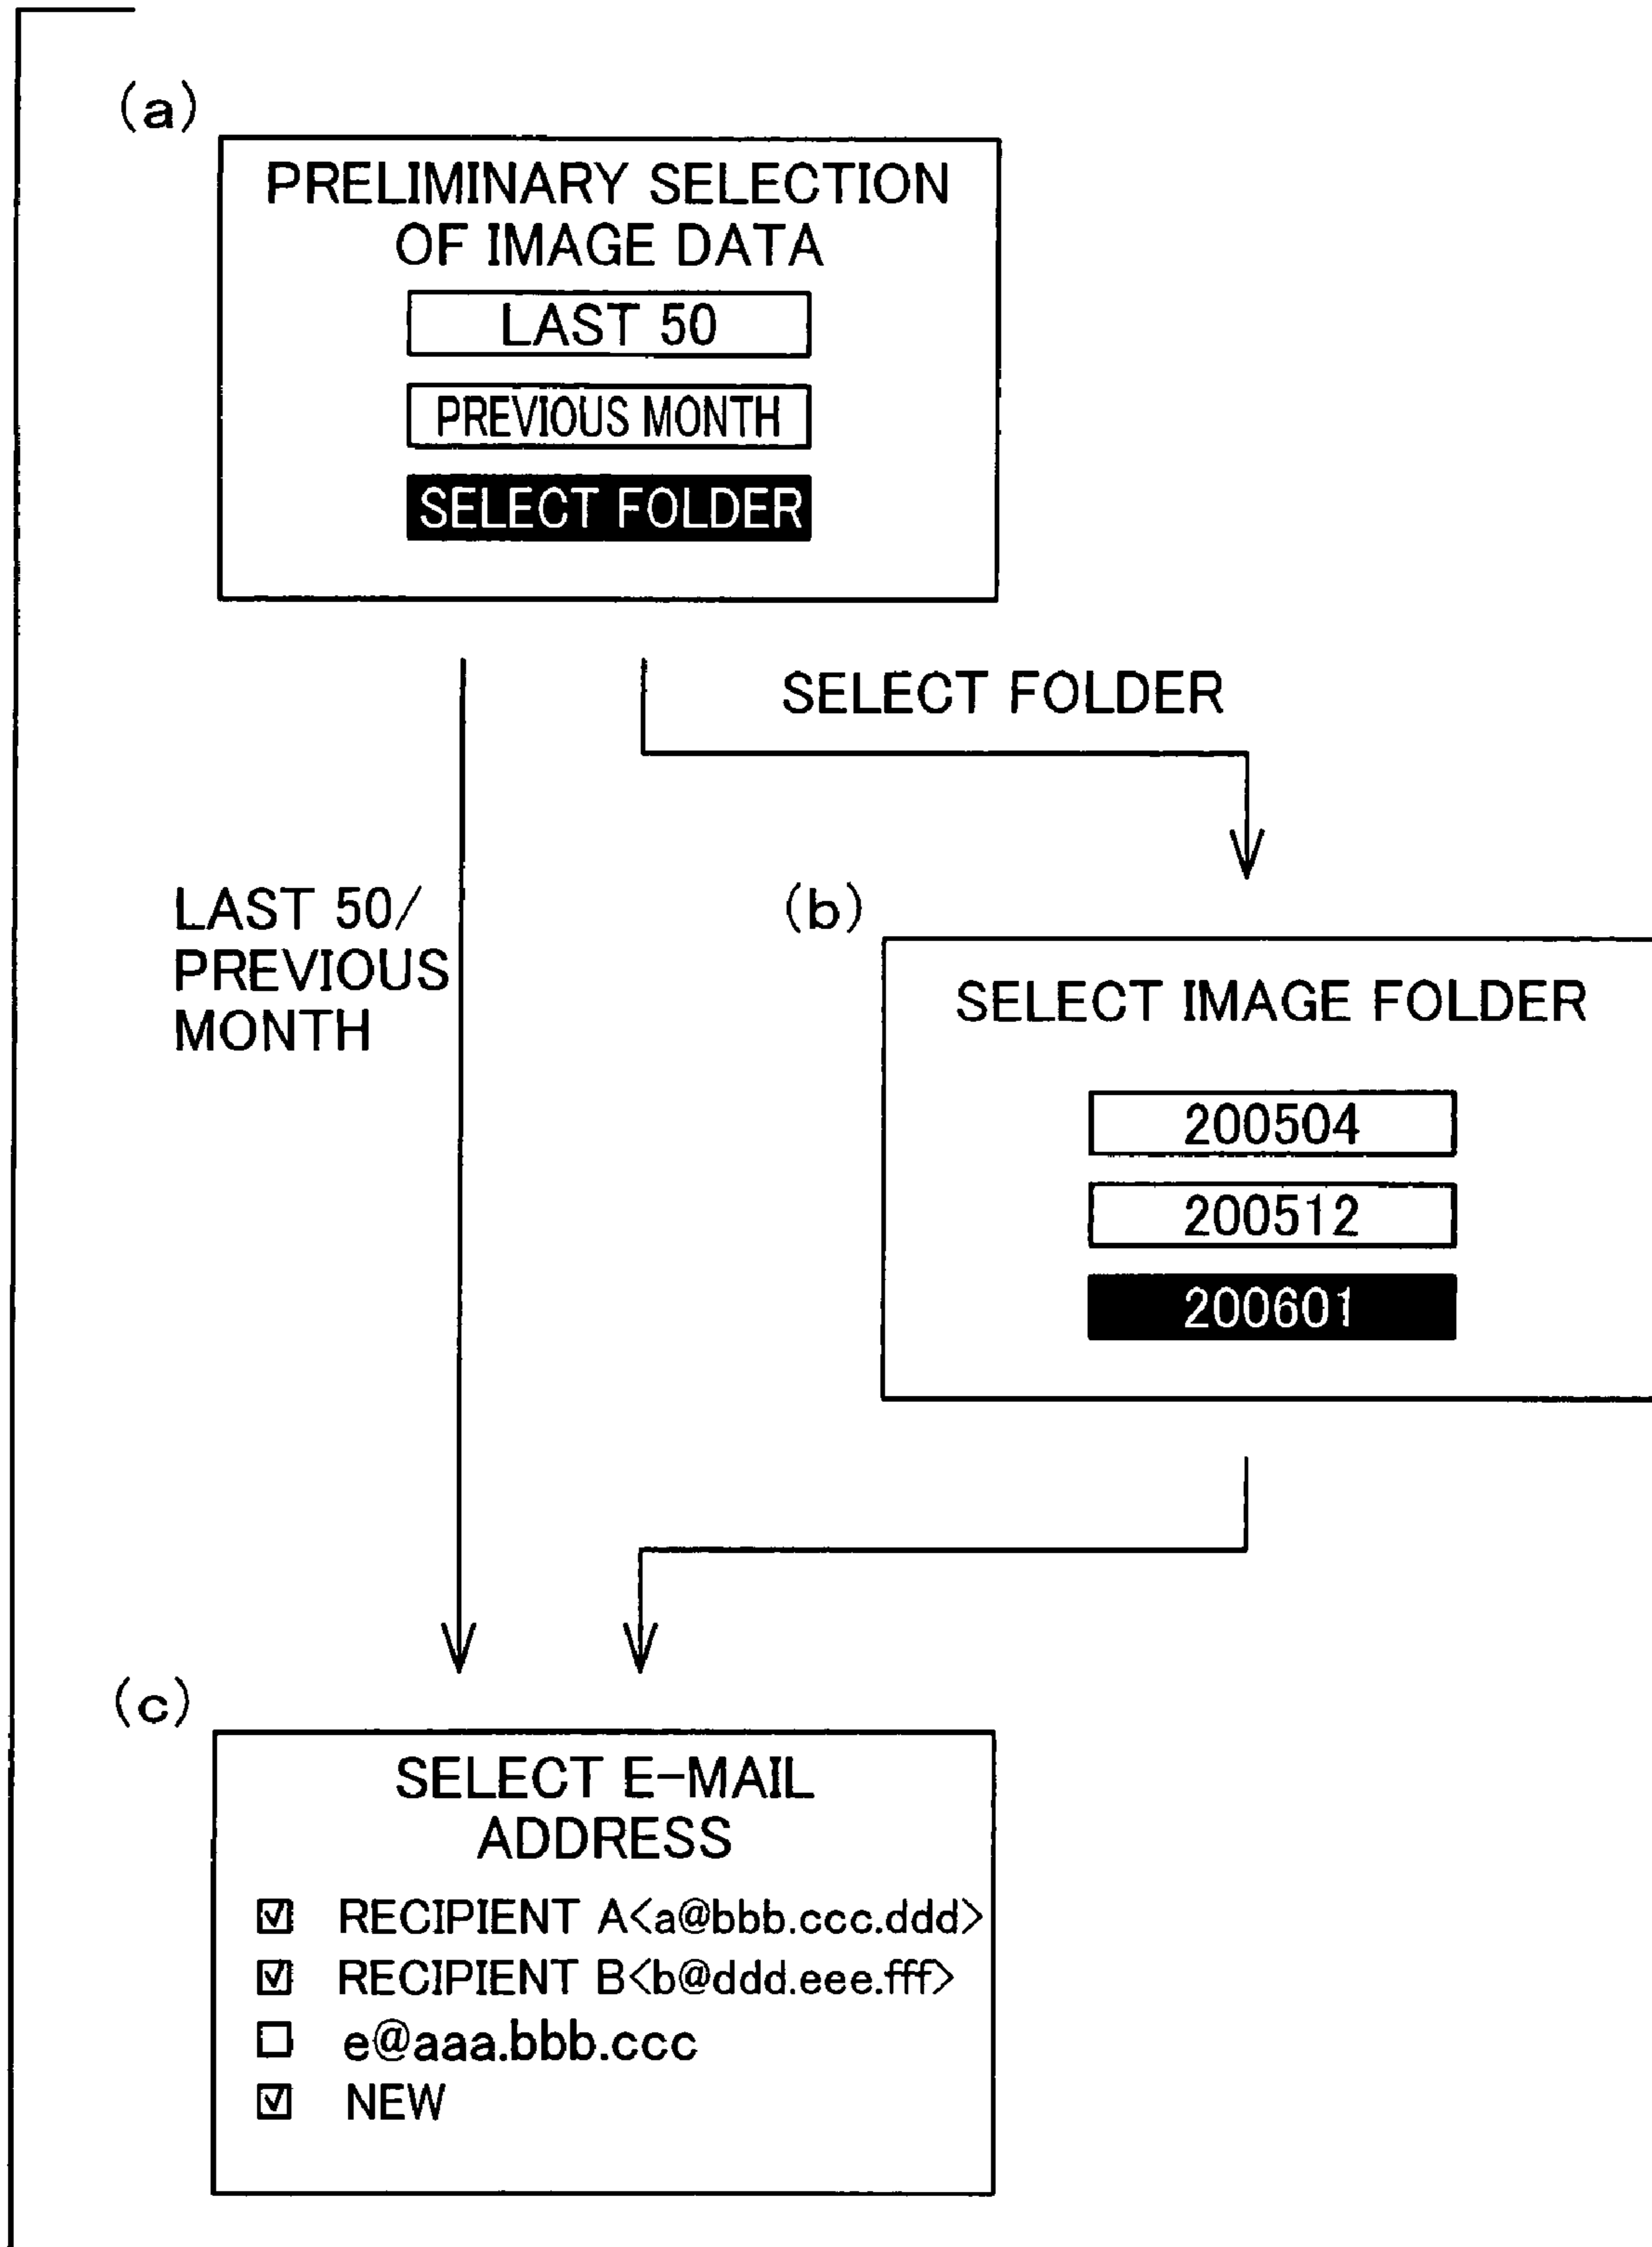 (a)
PRELIMINARY SELECTION
OF IMAGE DATA
LAST 50
PREVIOUS MONTH
SELECT FOLDER
SELECT FOLDER
LAST 50/
PREVIOUS
MONTH
(b)
SELECT IMAGE FOLDER
200504
200512
200601
(c)
SELECT E-MAIL
ADDRESS
RECIPIENT A<a@bbb.ccc.ddd>
RECIPIENT B<b@ddd.eee.fff>
e@aaa.bbb.ccc
NEW